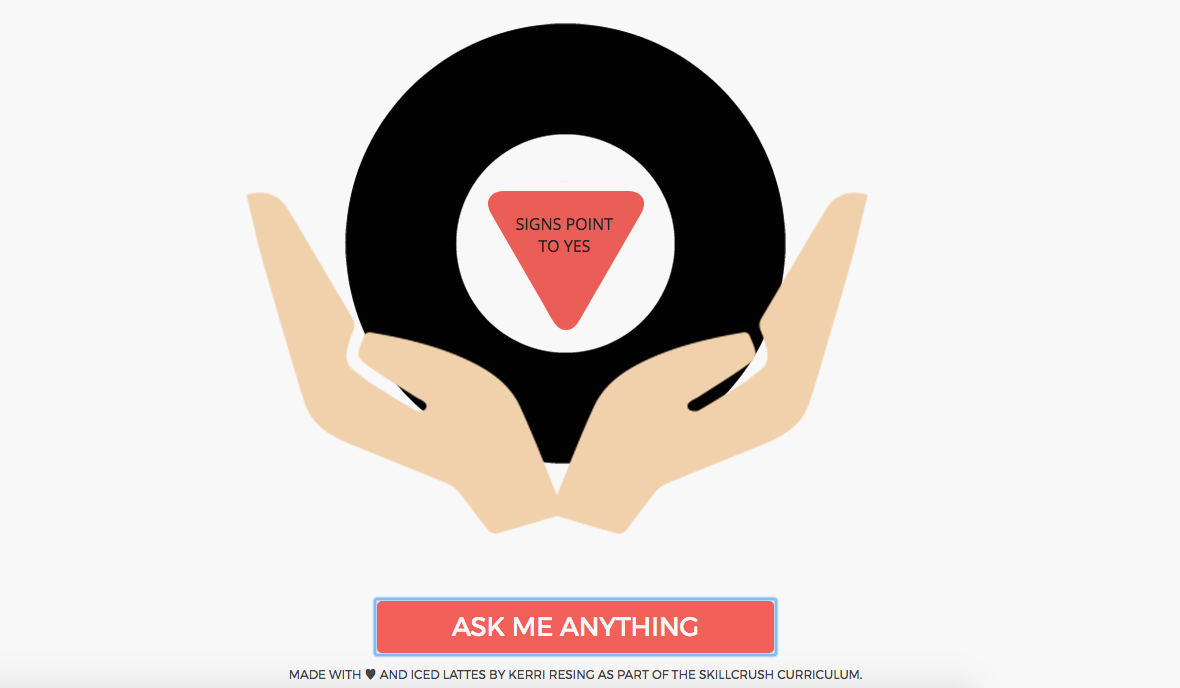 SIGNS POINT
TO YES
ASK ME ANYTHING
MADE WITH ♥ AND ICED LATTES BY KERRI RESING AS PART OF THE SKILLCRUSH CURRICULUM.